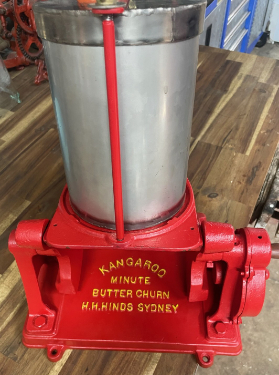 KANGAROO
MINUTE
BUTTER CHURN
H.H.HINDS SYDNEY